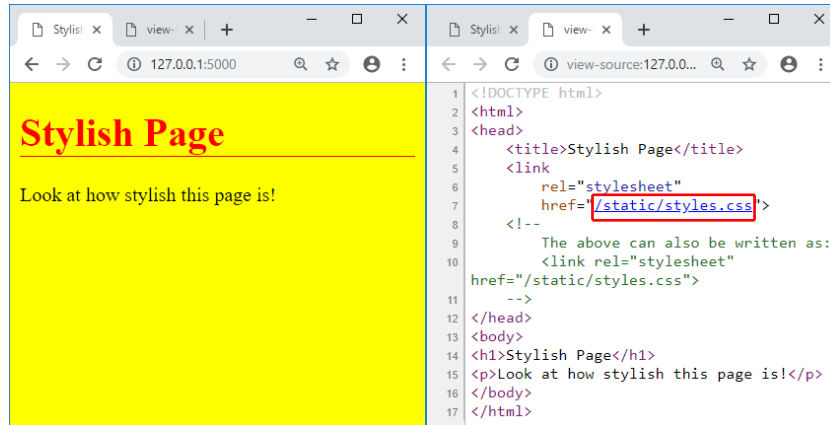 Stylish
view-
127.0.0.1:5000
Stylish Page
Look at how stylish this page is!
Stylish
view-
view-source:127.0.0...
1 <!DOCTYPE html>
2 <html>
3 <head>
4 <title>Stylish Page</title>
5 <link
6 rel="stylesheet"
7 href="/static/styles.css">
8 <!--
9 The above can also be written as:
10 <link rel="stylesheet"
href="/static/styles.css">
11 -->
12 </head>
13 <body>
14 <h1>Stylish Page</h1>
15 <p>Look at how stylish this page is!</p>
16 </body>
17 </html>